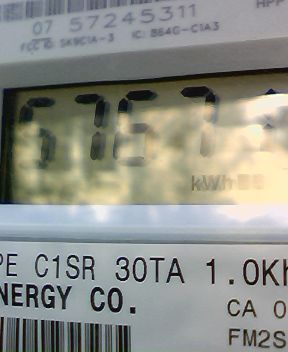 07 57245311
FCC ID: SK9C1A-3 IC: 864G-C1A3
6767
kWh
PE C1SR 30TA 1.0Kh
NERGY CO.
CA 0
FM2S